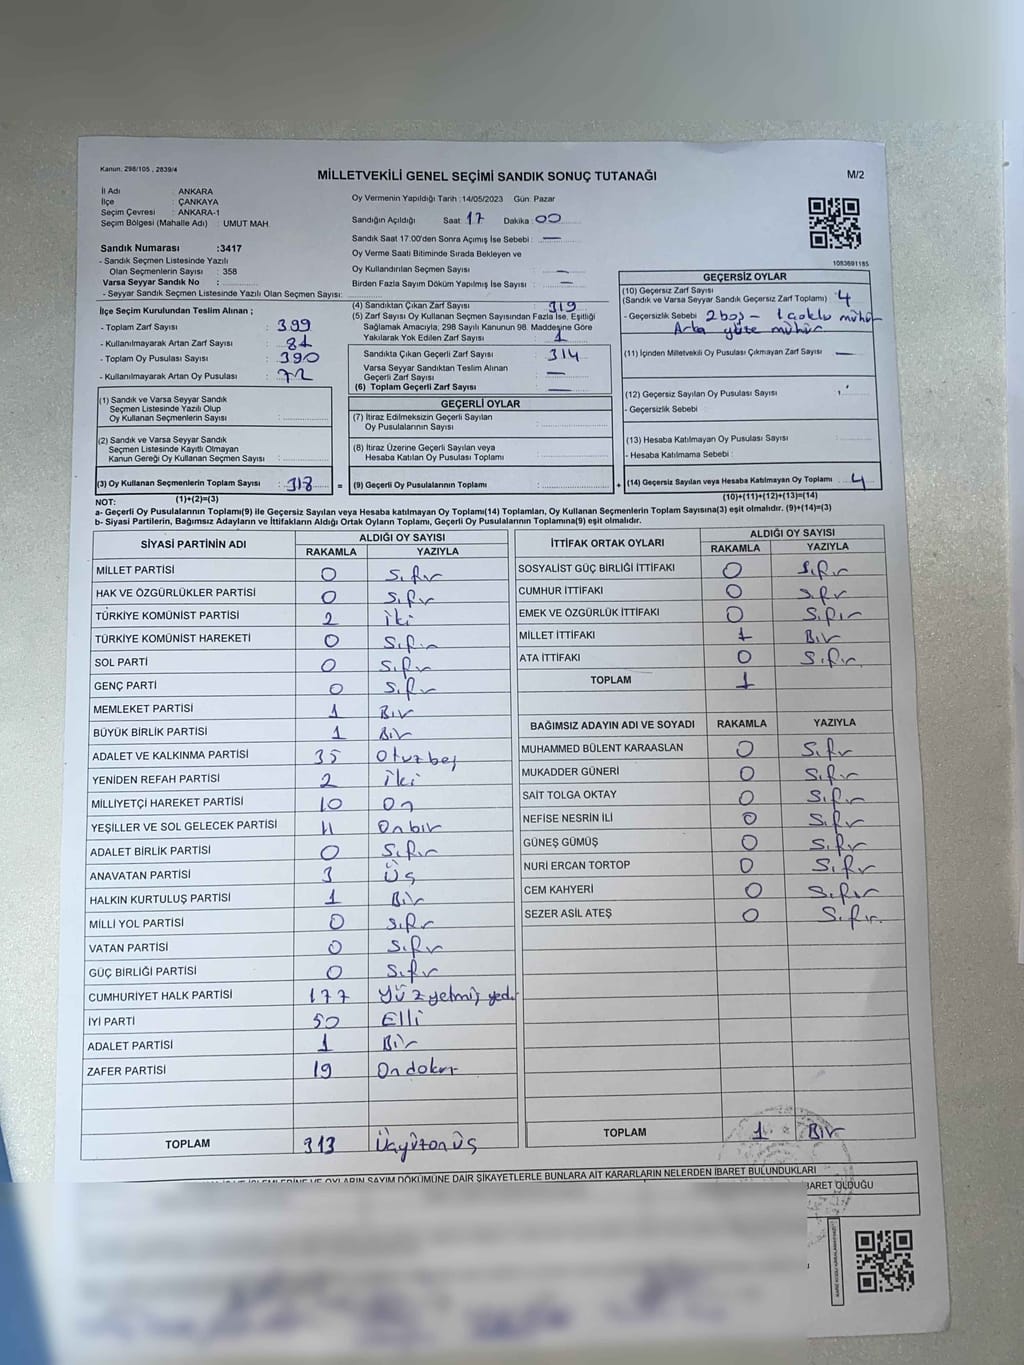 Kanun. 298/105 , 2839/4
MİLLETVEKİLİ GENEL SEÇİMİ SANDIK SONUÇ TUTANAĞI
M/2
İl Adı : ANKARA
İlçe : ÇANKAYA
Seçim Çevresi : ANKARA-1
Seçim Bölgesi (Mahalle Adı) : UMUT MAH.
Sandık Numarası :3417
- Sandık Seçmen Listesinde Yazılı
Olan Seçmenlerin Sayısı : 358
Varsa Seyyar Sandık No :
- Seyyar Sandık Seçmen Listesinde Yazılı Olan Seçmen Sayısı:
Oy Vermenin Yapıldığı Tarih :14/05/2023 Gün: Pazar
Sandığın Açıldığı Saat: 17 Dakika: 00
Sandık Saat 17:00'den Sonra Açılmış İse Sebebi : —
Oy Verme Saati Bitiminde Sırada Bekleyen ve
Oy Kullandırılan Seçmen Sayısı : —
Birden Fazla Sayım Döküm Yapılmış İse Sayısı : —
1083691185
İlçe Seçim Kurulundan Teslim Alınan ;
- Toplam Zarf Sayısı : 399
- Kullanılmayarak Artan Zarf Sayısı : 81
- Toplam Oy Pusulası Sayısı : 390
- Kullanılmayarak Artan Oy Pusulası : 72
(1) Sandık ve Varsa Seyyar Sandık
Seçmen Listesinde Yazılı Olup
Oy Kullanan Seçmenlerin Sayısı :
(2) Sandık ve Varsa Seyyar Sandık
Seçmen Listesinde Kayıtlı Olmayan
Kanun Gereği Oy Kullanan Seçmen Sayısı :
(3) Oy Kullanan Seçmenlerin Toplam Sayısı : 318 =
(4) Sandıktan Çıkan Zarf Sayısı : 319
(5) Zarf Sayısı Oy Kullanan Seçmen Sayısından Fazla İse, Eşitliği
Sağlamak Amacıyla, 298 Sayılı Kanunun 98. Maddesine Göre
Yakılarak Yok Edilen Zarf Sayısı : 1
Sandıkta Çıkan Geçerli Zarf Sayısı : 314
Varsa Seyyar Sandıktan Teslim Alınan
Geçerli Zarf Sayısı : —
(6) Toplam Geçerli Zarf Sayısı : —
GEÇERLİ OYLAR
(7) İtiraz Edilmeksizin Geçerli Sayılan
Oy Pusulalarının Sayısı :
(8) İtiraz Üzerine Geçerli Sayılan veya
Hesaba Katılan Oy Pusulası Toplamı :
(9) Geçerli Oy Pusulalarının Toplamı : +
GEÇERSİZ OYLAR
(10) Geçersiz Zarf Sayısı
(Sandık ve Varsa Seyyar Sandık Geçersiz Zarf Toplamı) : 4
- Geçersizlik Sebebi : 2 boş - 1 çoklu mühür
Arka yüze mühür
(11) İçinden Milletvekili Oy Pusulası Çıkmayan Zarf Sayısı : —
(12) Geçersiz Sayılan Oy Pusulası Sayısı :
- Geçersizlik Sebebi :
(13) Hesaba Katılmayan Oy Pusulası Sayısı :
- Hesaba Katılmama Sebebi :
(14) Geçersiz Sayılan veya Hesaba Katılmayan Oy Toplamı : 4
NOT: (1)+(2)=(3) (10)+(11)+(12)+(13)=(14)
a- Geçerli Oy Pusulalarının Toplamı(9) ile Geçersiz Sayılan veya Hesaba katılmayan Oy Toplamı(14) Toplamları, Oy Kullanan Seçmenlerin Toplam Sayısına(3) eşit olmalıdır. (9)+(14)=(3)
b- Siyasi Partilerin, Bağımsız Adayların ve İttifakların Aldığı Ortak Oyların Toplamı, Geçerli Oy Pusulalarının Toplamına(9) eşit olmalıdır.
SİYASİ PARTİNİN ADI ALDIĞI OY SAYISI
RAKAMLA YAZIYLA
MİLLET PARTİSİ 0 Sıfır
HAK VE ÖZGÜRLÜKLER PARTİSİ 0 Sıfır
TÜRKİYE KOMÜNİST PARTİSİ 2 iki
TÜRKİYE KOMÜNİST HAREKETİ 0 Sıfır
SOL PARTİ 0 Sıfır
GENÇ PARTİ 0 Sıfır
MEMLEKET PARTİSİ 1 Bir
BÜYÜK BİRLİK PARTİSİ 1 Bir
ADALET VE KALKINMA PARTİSİ 35 Otuzbeş
YENİDEN REFAH PARTİSİ 2 iki
MİLLİYETÇİ HAREKET PARTİSİ 10 On
YEŞİLLER VE SOL GELECEK PARTİSİ 11 Onbir
ADALET BİRLİK PARTİSİ 0 Sıfır
ANAVATAN PARTİSİ 3 Üç
HALKIN KURTULUŞ PARTİSİ 1 Bir
MİLLİ YOL PARTİSİ 0 Sıfır
VATAN PARTİSİ 0 Sıfır
GÜÇ BİRLİĞİ PARTİSİ 0 Sıfır
CUMHURİYET HALK PARTİSİ 177 Yüz yetmiş yedi
İYİ PARTİ 50 Elli
ADALET PARTİSİ 1 Bir
ZAFER PARTİSİ 19 Ondokuz
TOPLAM 313 Üçyüzonüç
İTTİFAK ORTAK OYLARI ALDIĞI OY SAYISI
RAKAMLA YAZIYLA
SOSYALİST GÜÇ BİRLİĞİ İTTİFAKI 0 Sıfır
CUMHUR İTTİFAKI 0 Sıfır
EMEK VE ÖZGÜRLÜK İTTİFAKI 0 Sıfır
MİLLET İTTİFAKI 1 Bir
ATA İTTİFAKI 0 Sıfır
TOPLAM 1
BAĞIMSIZ ADAYIN ADI VE SOYADI RAKAMLA YAZIYLA
MUHAMMED BÜLENT KARAASLAN 0 Sıfır
MUKADDER GÜNERİ 0 Sıfır
SAİT TOLGA OKTAY 0 Sıfır
NEFİSE NESRİN İLİ 0 Sıfır
GÜNEŞ GÜMÜŞ 0 Sıfır
NURİ ERCAN TORTOP 0 Sıfır
CEM KAHYERİ 0 Sıfır
SEZER ASİL ATEŞ 0 Sıfır
TOPLAM 1 Bir
OYLARIN SAYIM DÖKÜMÜNE DAİR ŞİKAYETLERLE BUNLARA AİT KARARLARIN NELERDEN İBARET BULUNDUKLARI
İBARET OLDUĞU